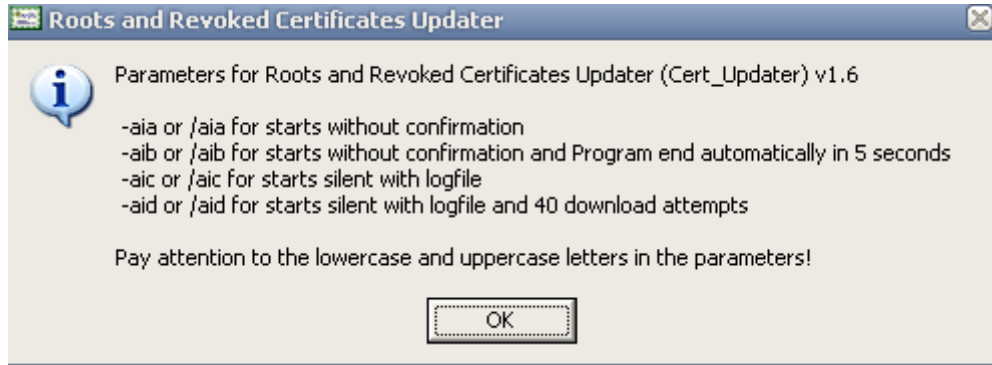 Roots and Revoked Certificates Updater
Parameters for Roots and Revoked Certificates Updater (Cert_Updater) v1.6
-aia or /aia for starts without confirmation
-aib or /aib for starts without confirmation and Program end automatically in 5 seconds
-aic or /aic for starts silent with logfile
-aid or /aid for starts silent with logfile and 40 download attempts
Pay attention to the lowercase and uppercase letters in the parameters!
OK